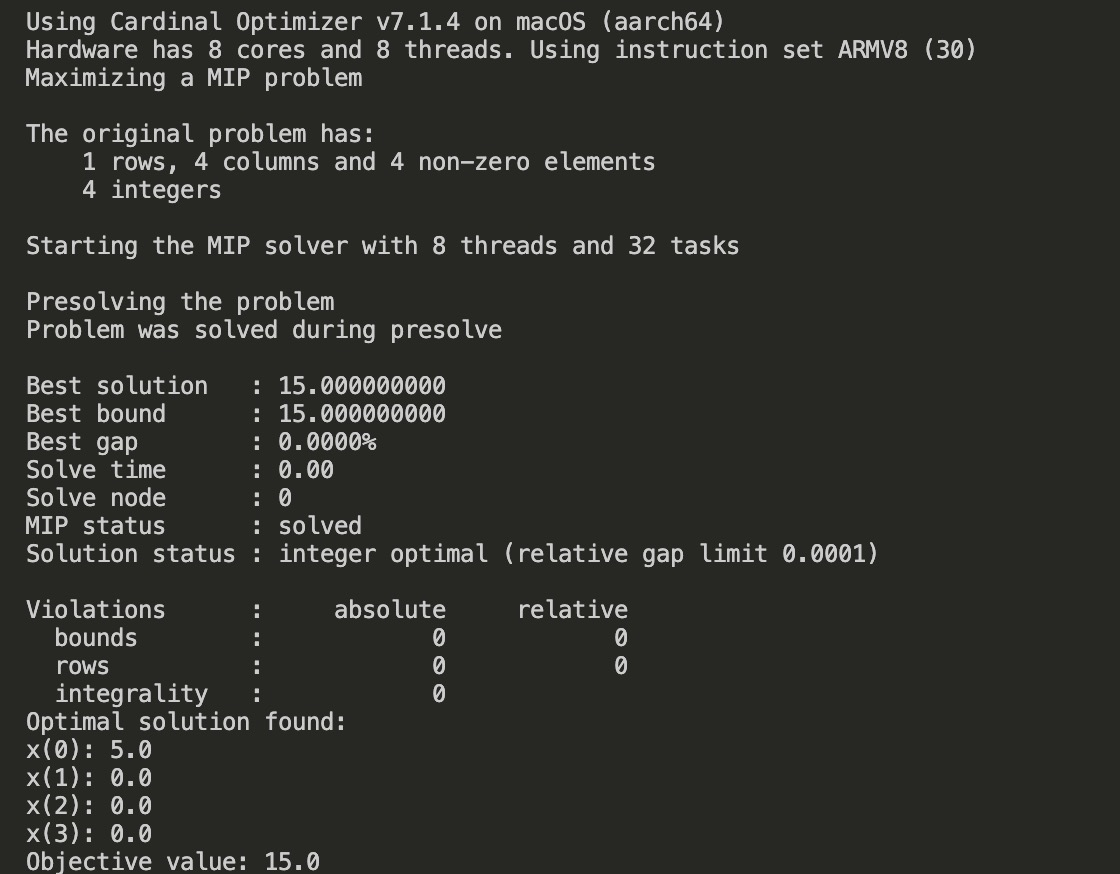 Using Cardinal Optimizer v7.1.4 on macOS (aarch64)
Hardware has 8 cores and 8 threads. Using instruction set ARMV8 (30)
Maximizing a MIP problem
The original problem has:
1 rows, 4 columns and 4 non-zero elements
4 integers
Starting the MIP solver with 8 threads and 32 tasks
Presolving the problem
Problem was solved during presolve
Best solution   : 15.000000000
Best bound      : 15.000000000
Best gap        : 0.0000%
Solve time      : 0.00
Solve node      : 0
MIP status      : solved
Solution status : integer optimal (relative gap limit 0.0001)
Violations      :     absolute     relative
bounds        :            0            0
rows          :            0            0
integrality   :            0
Optimal solution found:
x(0): 5.0
x(1): 0.0
x(2): 0.0
x(3): 0.0
Objective value: 15.0